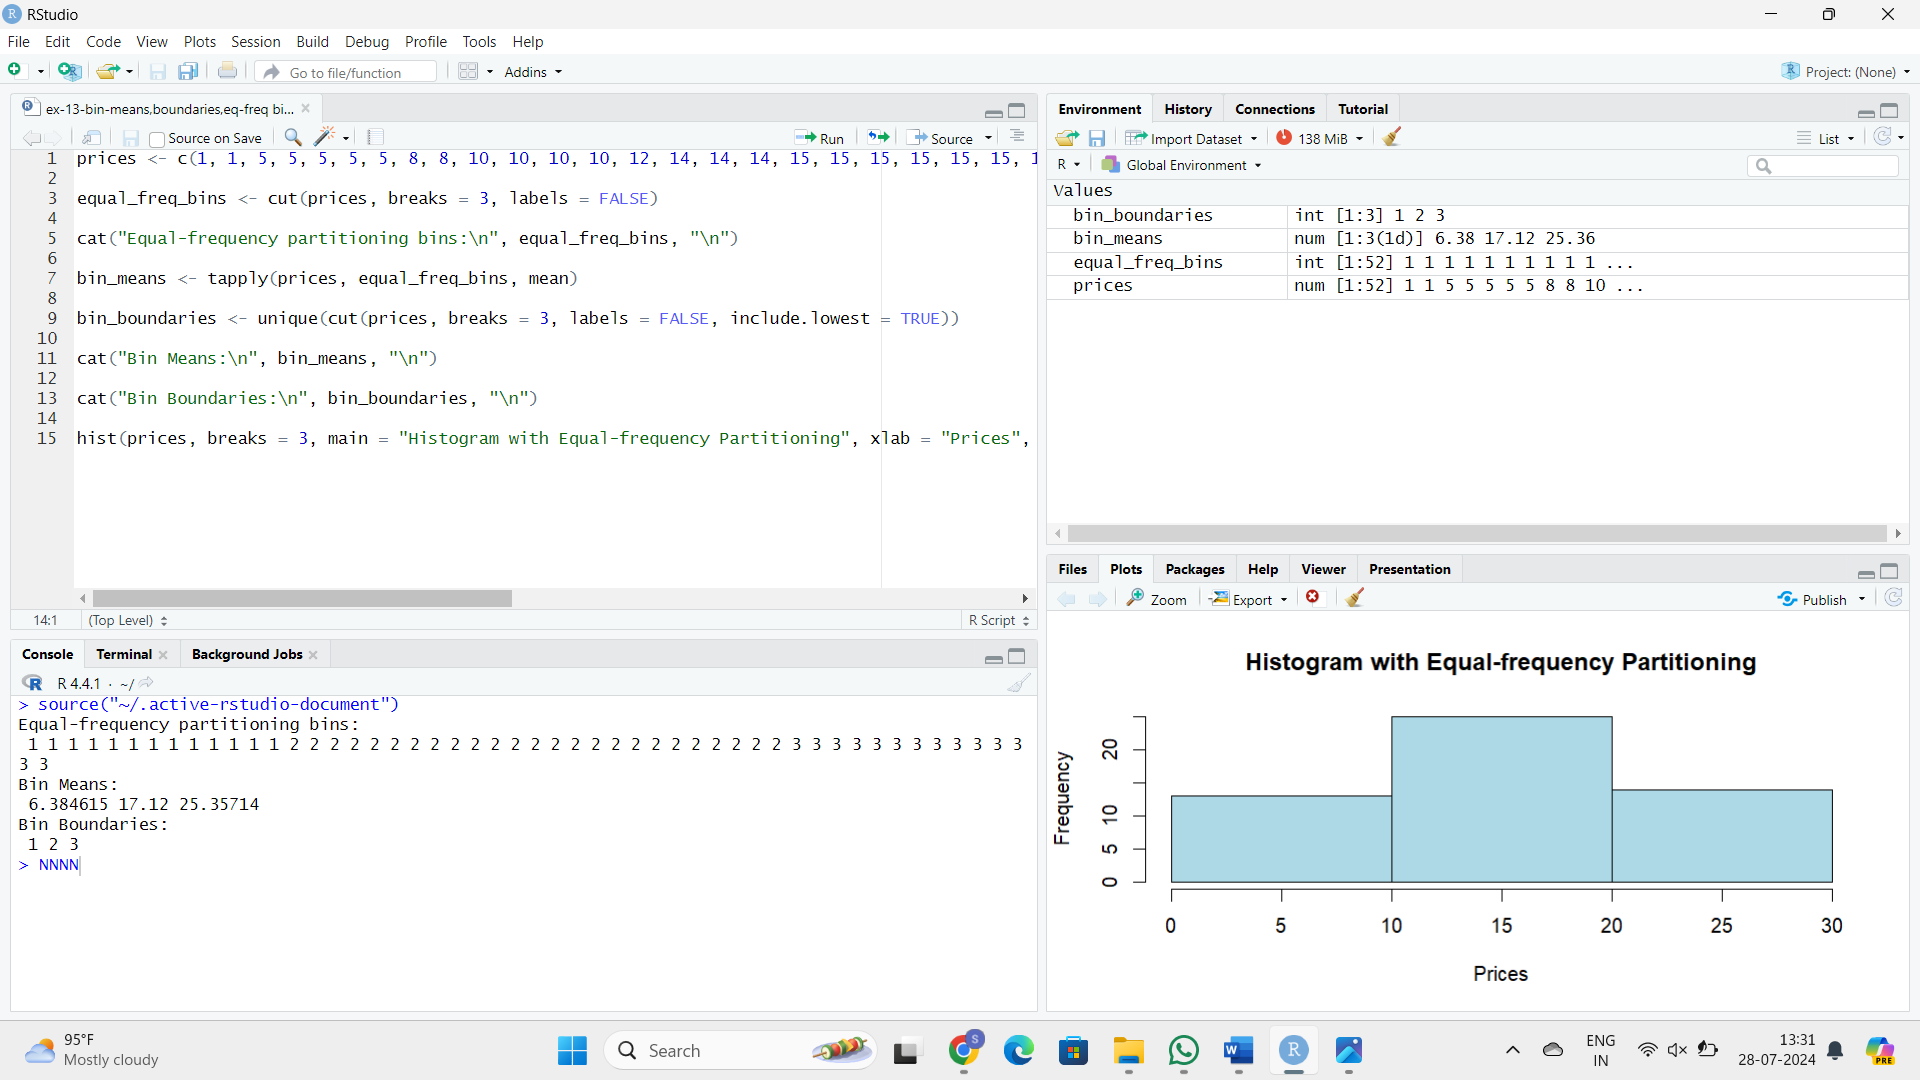 RStudio
File Edit Code View Plots Session Build Debug Profile Tools Help
Go to file/function Addins Project: (None)
ex-13-bin-means,boundaries,eq-freq bi...
Source on Save Run Source
1 prices <- c(1, 1, 5, 5, 5, 5, 5, 8, 8, 10, 10, 10, 10, 12, 14, 14, 14, 15, 15, 15, 15, 15, 15, 1
2
3 equal_freq_bins <- cut(prices, breaks = 3, labels = FALSE)
4
5 cat("Equal-frequency partitioning bins:\n", equal_freq_bins, "\n")
6
7 bin_means <- tapply(prices, equal_freq_bins, mean)
8
9 bin_boundaries <- unique(cut(prices, breaks = 3, labels = FALSE, include.lowest = TRUE))
10
11 cat("Bin Means:\n", bin_means, "\n")
12
13 cat("Bin Boundaries:\n", bin_boundaries, "\n")
14
15 hist(prices, breaks = 3, main = "Histogram with Equal-frequency Partitioning", xlab = "Prices",
14:1 (Top Level) R Script
Console Terminal Background Jobs
R 4.4.1 · ~/
> source("~/.active-rstudio-document")
Equal-frequency partitioning bins:
1 1 1 1 1 1 1 1 1 1 1 1 1 2 2 2 2 2 2 2 2 2 2 2 2 2 2 2 2 2 2 2 2 2 2 2 2 2 3 3 3 3 3 3 3 3 3 3 3 3
3 3
Bin Means:
6.384615 17.12 25.35714
Bin Boundaries:
1 2 3
> NNNN
Environment History Connections Tutorial
Import Dataset 138 MiB List
R Global Environment
Values
bin_boundaries int [1:3] 1 2 3
bin_means num [1:3(1d)] 6.38 17.12 25.36
equal_freq_bins int [1:52] 1 1 1 1 1 1 1 1 1 1 ...
prices num [1:52] 1 1 5 5 5 5 5 8 8 10 ...
Files Plots Packages Help Viewer Presentation
Zoom Export Publish
Histogram with Equal-frequency Partitioning
Frequency
20
10
5
0
0 5 10 15 20 25 30
Prices
95°F
Mostly cloudy
Search
ENG
IN
13:31
28-07-2024
PRE